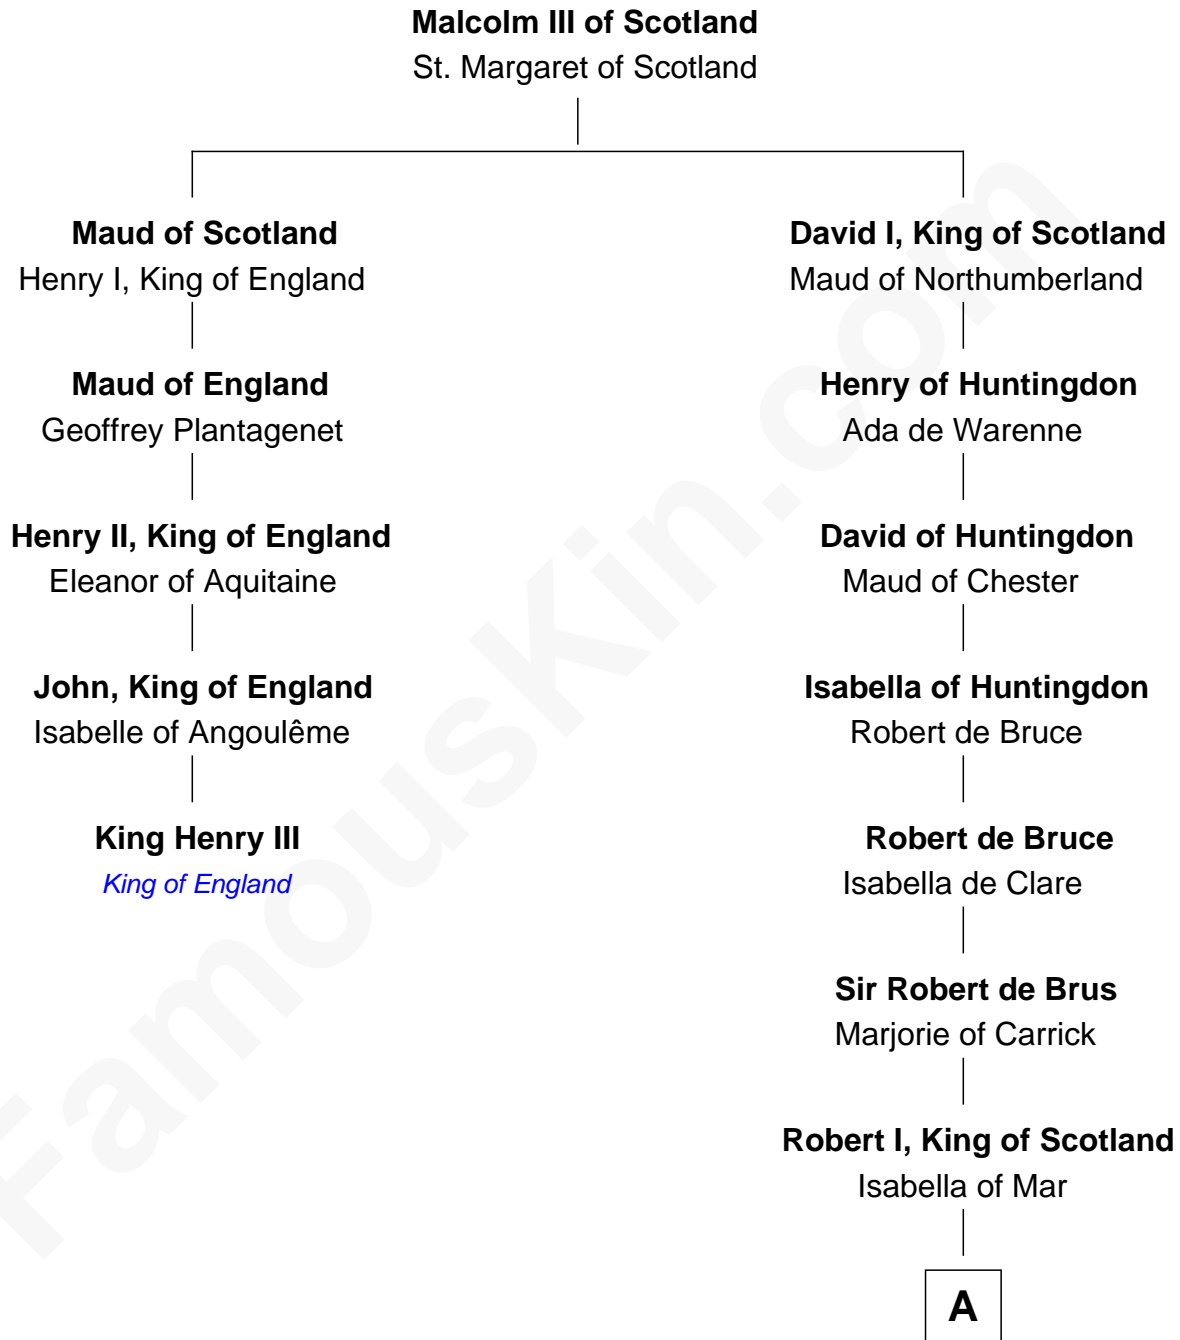 Malcolm III of Scotland
St. Margaret of Scotland
Maud of Scotland
Henry I, King of England
David I, King of Scotland
Maud of Northumberland
Maud of England
Geoffrey Plantagenet
Henry of Huntingdon
Ada de Warenne
Henry II, King of England
Eleanor of Aquitaine
David of Huntingdon
Maud of Chester
John, King of England
Isabelle of Angoulême
Isabella of Huntingdon
Robert de Bruce
King Henry III
King of England
Robert de Bruce
Isabella de Clare
Sir Robert de Brus
Marjorie of Carrick
Robert I, King of Scotland
Isabella of Mar
A
FamousKin.com